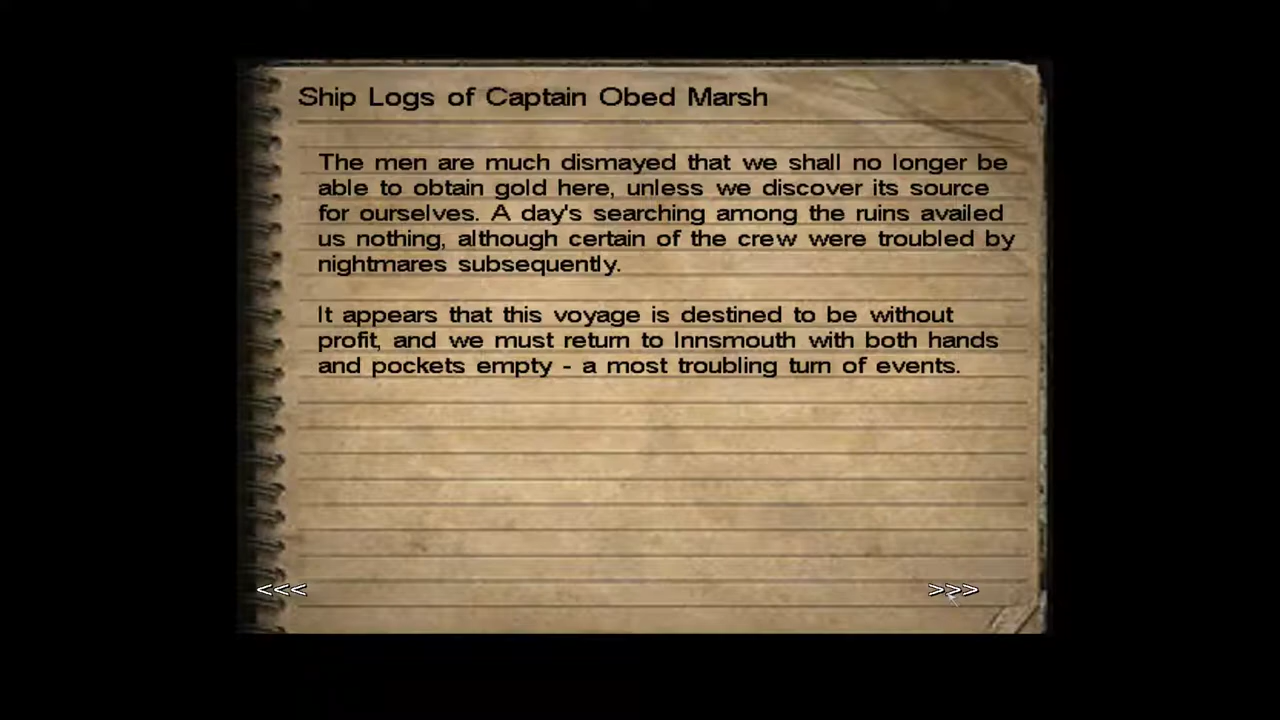 Ship Logs of Captain Obed Marsh
The men are much dismayed that we shall no longer be
able to obtain gold here, unless we discover its source
for ourselves. A day's searching among the ruins availed
us nothing, although certain of the crew were troubled by
nightmares subsequently.
It appears that this voyage is destined to be without
profit, and we must return to Innsmouth with both hands
and pockets empty - a most troubling turn of events.
<<< >>>